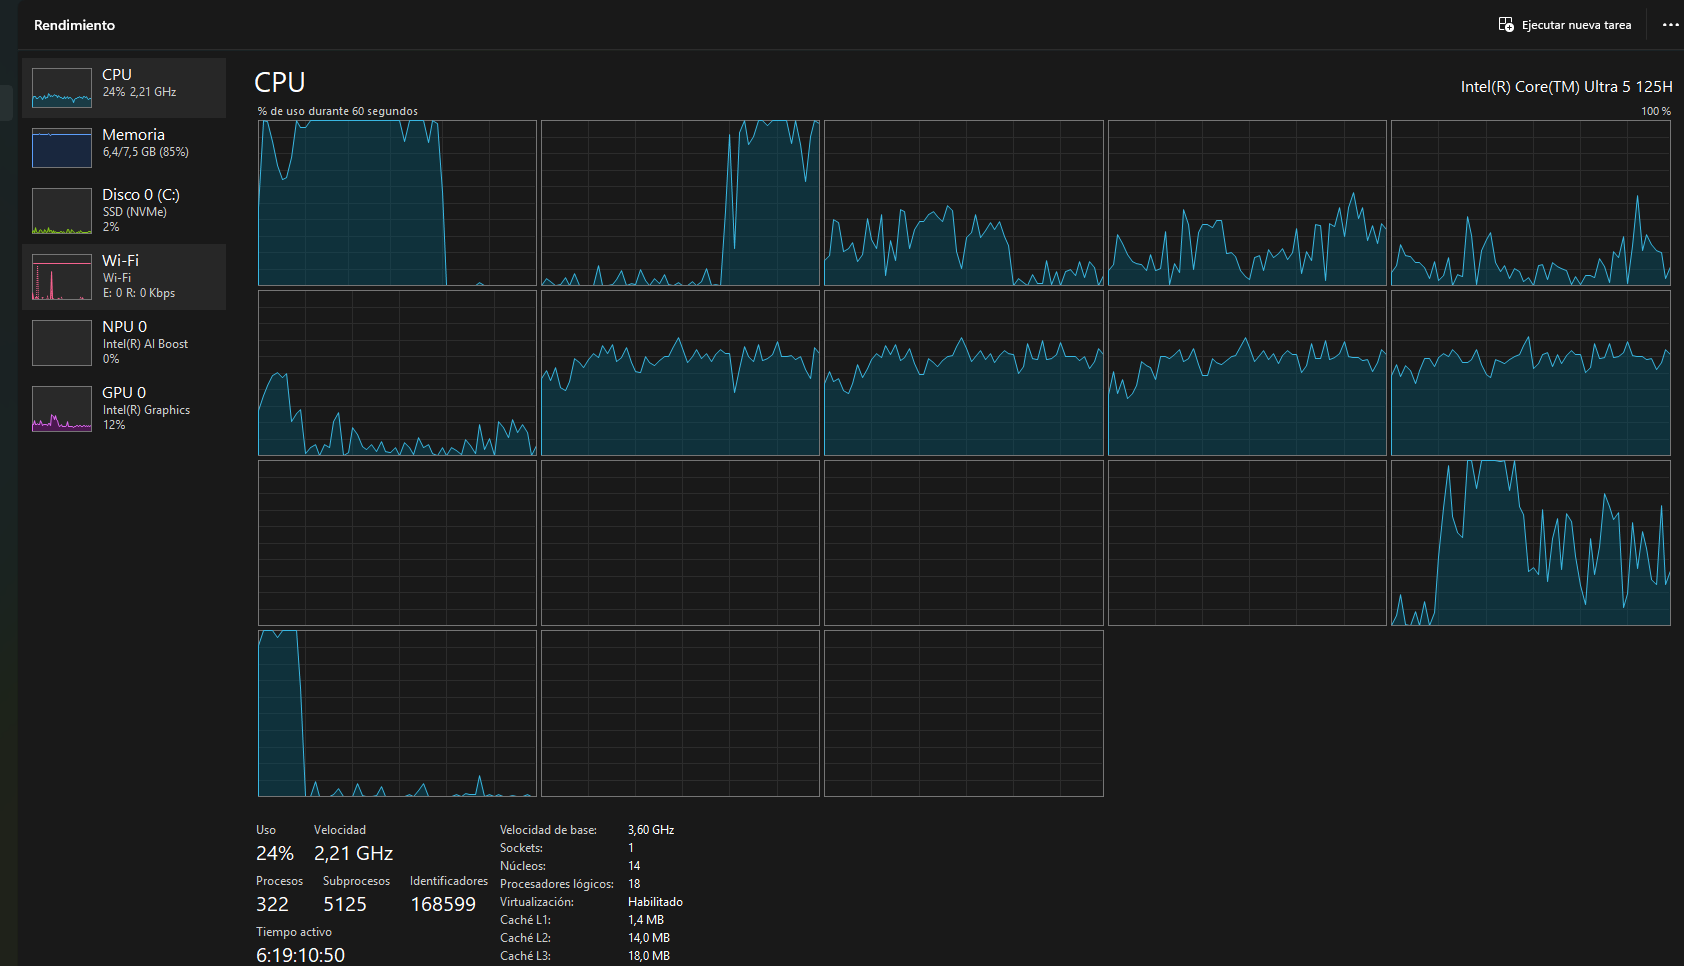 Rendimiento
Ejecutar nueva tarea
CPU
24% 2,21 GHz
Memoria
6,4/7,5 GB (85%)
Disco 0 (C:)
SSD (NVMe)
2%
Wi-Fi
Wi-Fi
E: 0 R: 0 Kbps
NPU 0
Intel(R) AI Boost
0%
GPU 0
Intel(R) Graphics
12%
CPU
Intel(R) Core(TM) Ultra 5 125H
% de uso durante 60 segundos
100 %
Uso
Velocidad
24%
2,21 GHz
Procesos
Subprocesos
Identificadores
322
5125
168599
Tiempo activo
6:19:10:50
Velocidad de base: 3,60 GHz
Sockets: 1
Núcleos: 14
Procesadores lógicos: 18
Virtualización: Habilitado
Caché L1: 1,4 MB
Caché L2: 14,0 MB
Caché L3: 18,0 MB